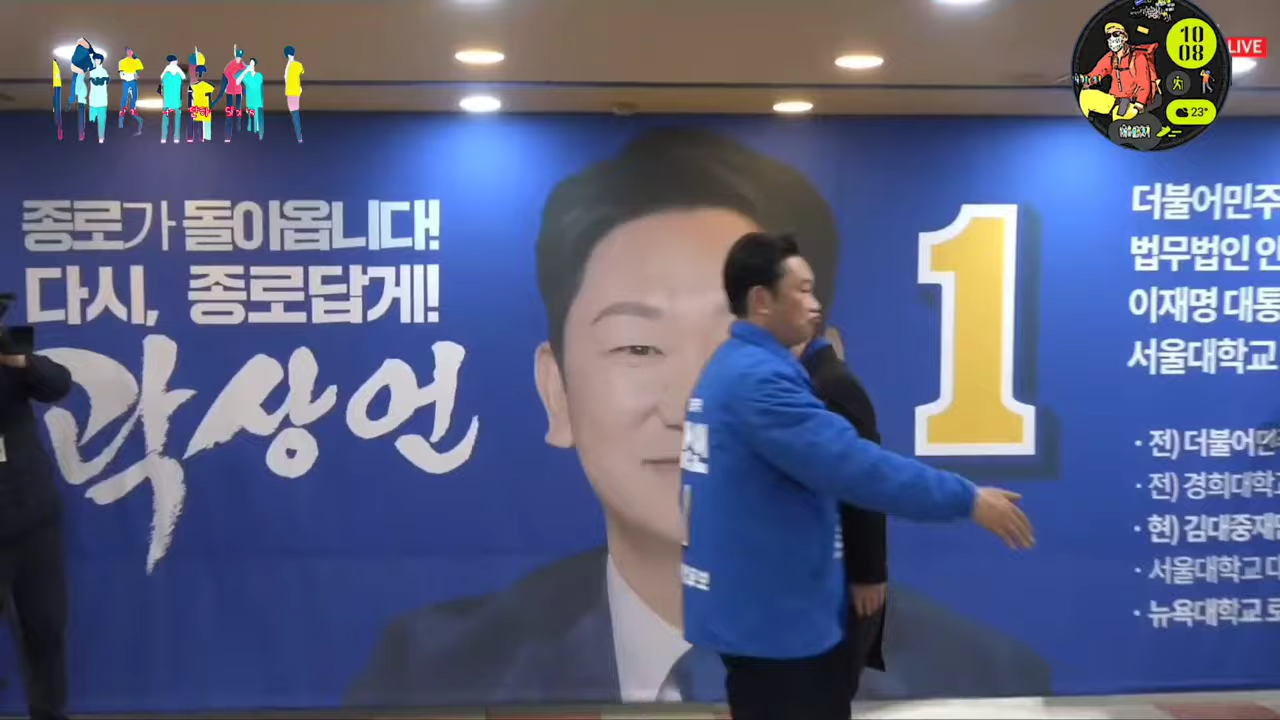 10
08
LIVE
23°
종로가 돌아옵니다!
다시, 종로답게!
곽상언
1
더불어민주
법무법인 인
이재명 대통
서울대학교
· 전) 더불어민
· 전) 경희대학교
· 현) 김대중재
· 서울대학교 대
· 뉴욕대학교 로